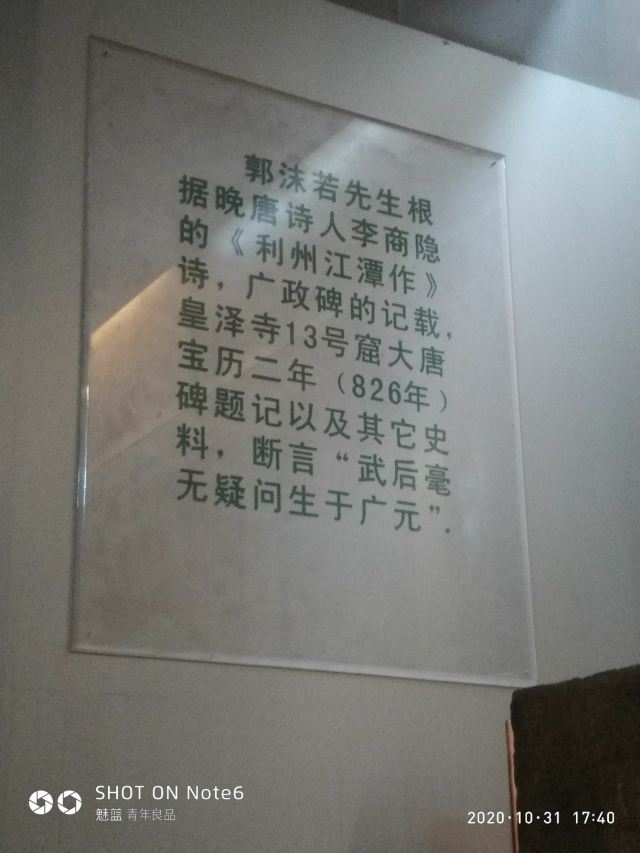 郭沫若先生根
据晚唐诗人李商隐
的《利州江潭作》
诗，广政碑的记载，
皇泽寺13号窟大唐
宝历二年（826年）
碑题记以及其它史
料，断言“武后毫
无疑问生于广元”.
SHOT ON Note6
魅蓝 青年良品
2020·10·31 17:40